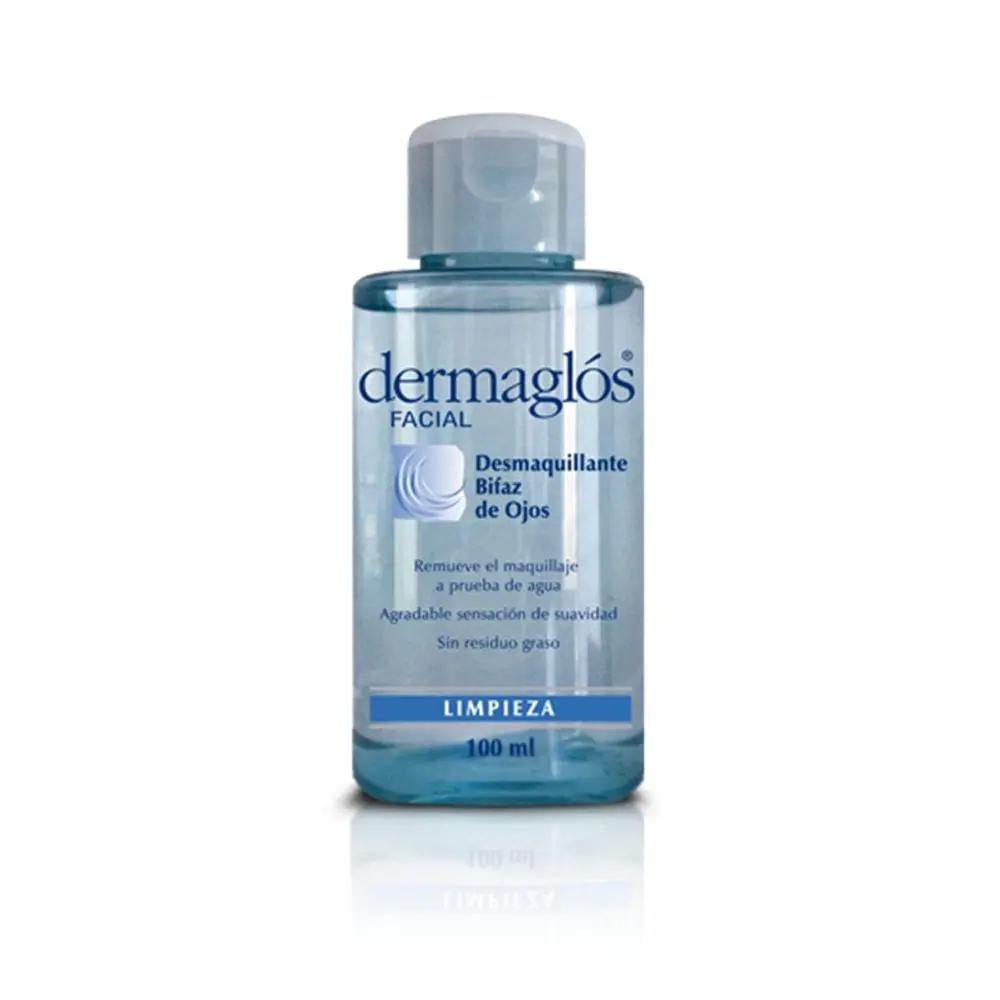 dermaglós®
FACIAL
Desmaquillante
Bifaz
de Ojos
Remueve el maquillaje
a prueba de agua
Agradable sensación de suavidad
Sin residuo graso
LIMPIEZA
100 ml